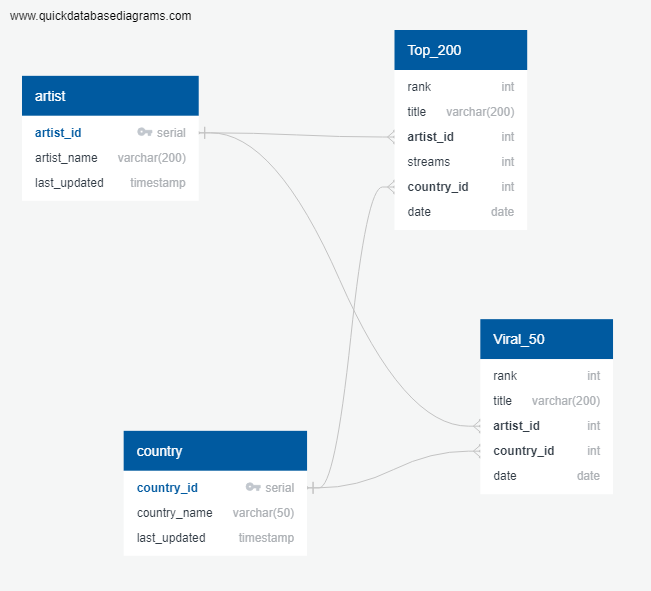 www.quickdatabasediagrams.com
artist
artist_id serial
artist_name varchar(200)
last_updated timestamp
Top_200
rank int
title varchar(200)
artist_id int
streams int
country_id int
date date
Viral_50
rank int
title varchar(200)
artist_id int
country_id int
date date
country
country_id serial
country_name varchar(50)
last_updated timestamp